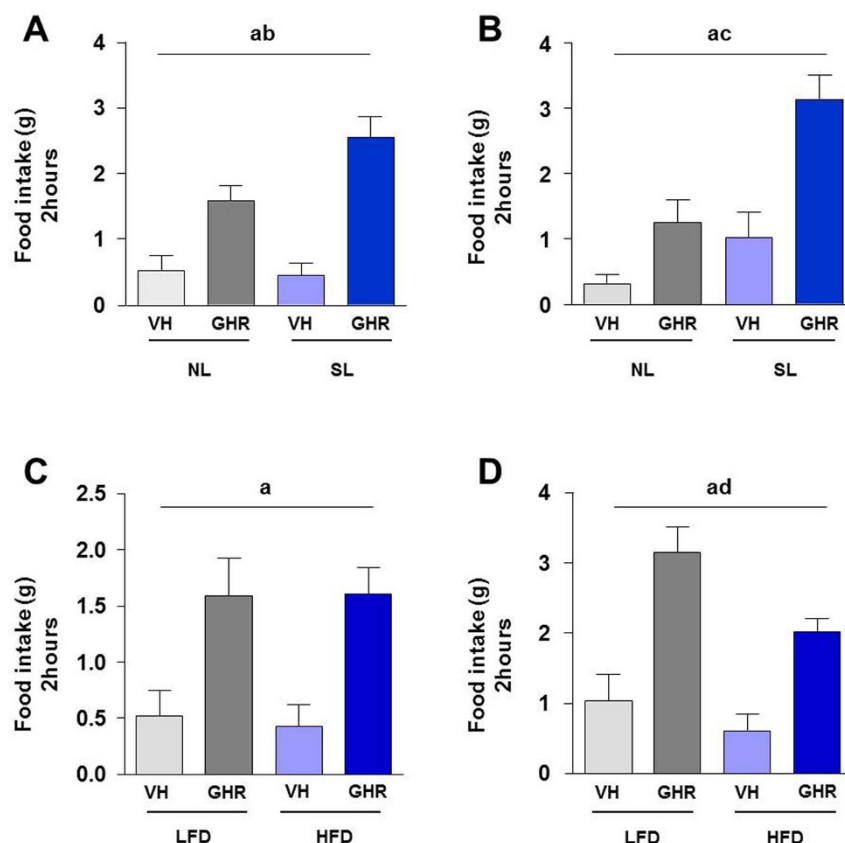 A
ab
Food intake (g)
2hours
4
3
2
1
0
VH GHR VH GHR
NL SL
B
ac
Food intake (g)
2hours
4
3
2
1
0
VH GHR VH GHR
NL SL
C
a
Food intake (g)
2hours
2.5
2.0
1.5
1.0
0.5
0.0
VH GHR VH GHR
LFD HFD
D
ad
Food intake (g)
2hours
4
3
2
1
0
VH GHR VH GHR
LFD HFD